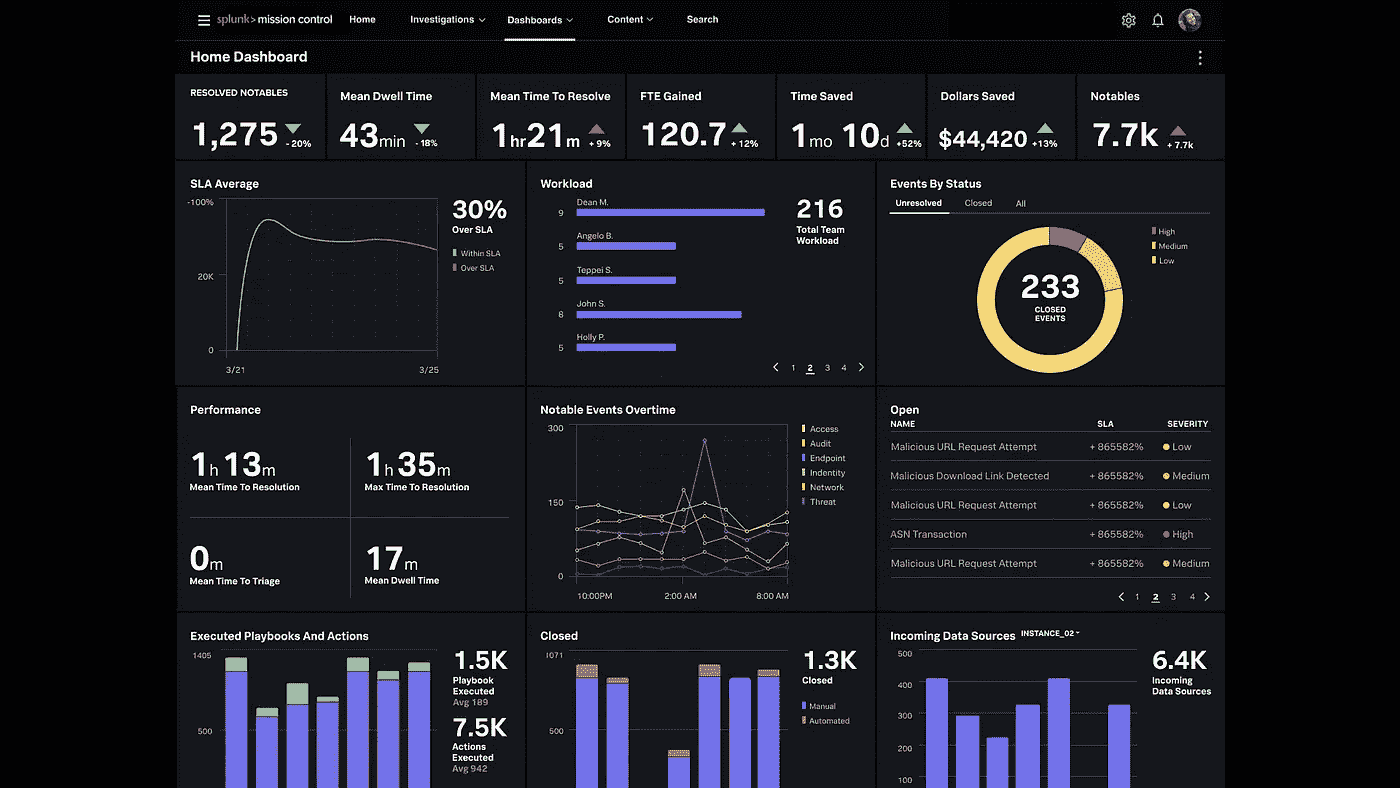 splunk> mission control Home Investigations Dashboards Content Search
Home Dashboard
RESOLVED NOTABLES
1,275 - 20%
Mean Dwell Time
43min - 18%
Mean Time To Resolve
1hr21m + 9%
FTE Gained
120.7 + 12%
Time Saved
1mo 10d +52%
Dollars Saved
$44,420 +13%
Notables
7.7k + 7.7k
SLA Average
-100%
20K
0
3/21 3/25
30%
Over SLA
Within SLA
Over SLA
Workload
Dean M.
9
Angelo B.
5
Teppei S.
5
John S.
8
Holly P.
5
216
Total Team
Workload
1 2 3 4
Events By Status
Unresolved Closed All
233
CLOSED
EVENTS
High
Medium
Low
Performance
1h 13m
Mean Time To Resolution
1h 35m
Max Time To Resolution
0m
Mean Time To Triage
17m
Mean Dwell Time
Notable Events Overtime
300
150
0
10:00PM 2:00 AM 8:00 AM
Access
Audit
Endpoint
Indentity
Network
Threat
Open
NAME SLA SEVERITY
Malicious URL Request Attempt + 865582% Low
Malicious Download Link Detected + 865582% Medium
Malicious URL Request Attempt + 865582% Low
ASN Transaction + 865582% High
Malicious URL Request Attempt + 865582% Medium
1 2 3 4
Executed Playbooks And Actions
1405
500
1.5K
Playbook
Executed
Avg 189
7.5K
Actions
Executed
Avg 942
Closed
1071
500
1.3K
Closed
Manual
Automated
Incoming Data Sources INSTANCE_02
500
400
300
200
100
6.4K
Incoming
Data Sources